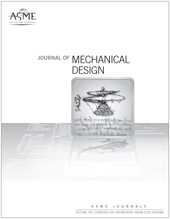 ASME
JOURNAL OF MECHANICAL
DESIGN
ASME JOURNALS
SETTING THE STANDARD FOR ENGINEERING KNOWLEDGE SHARING